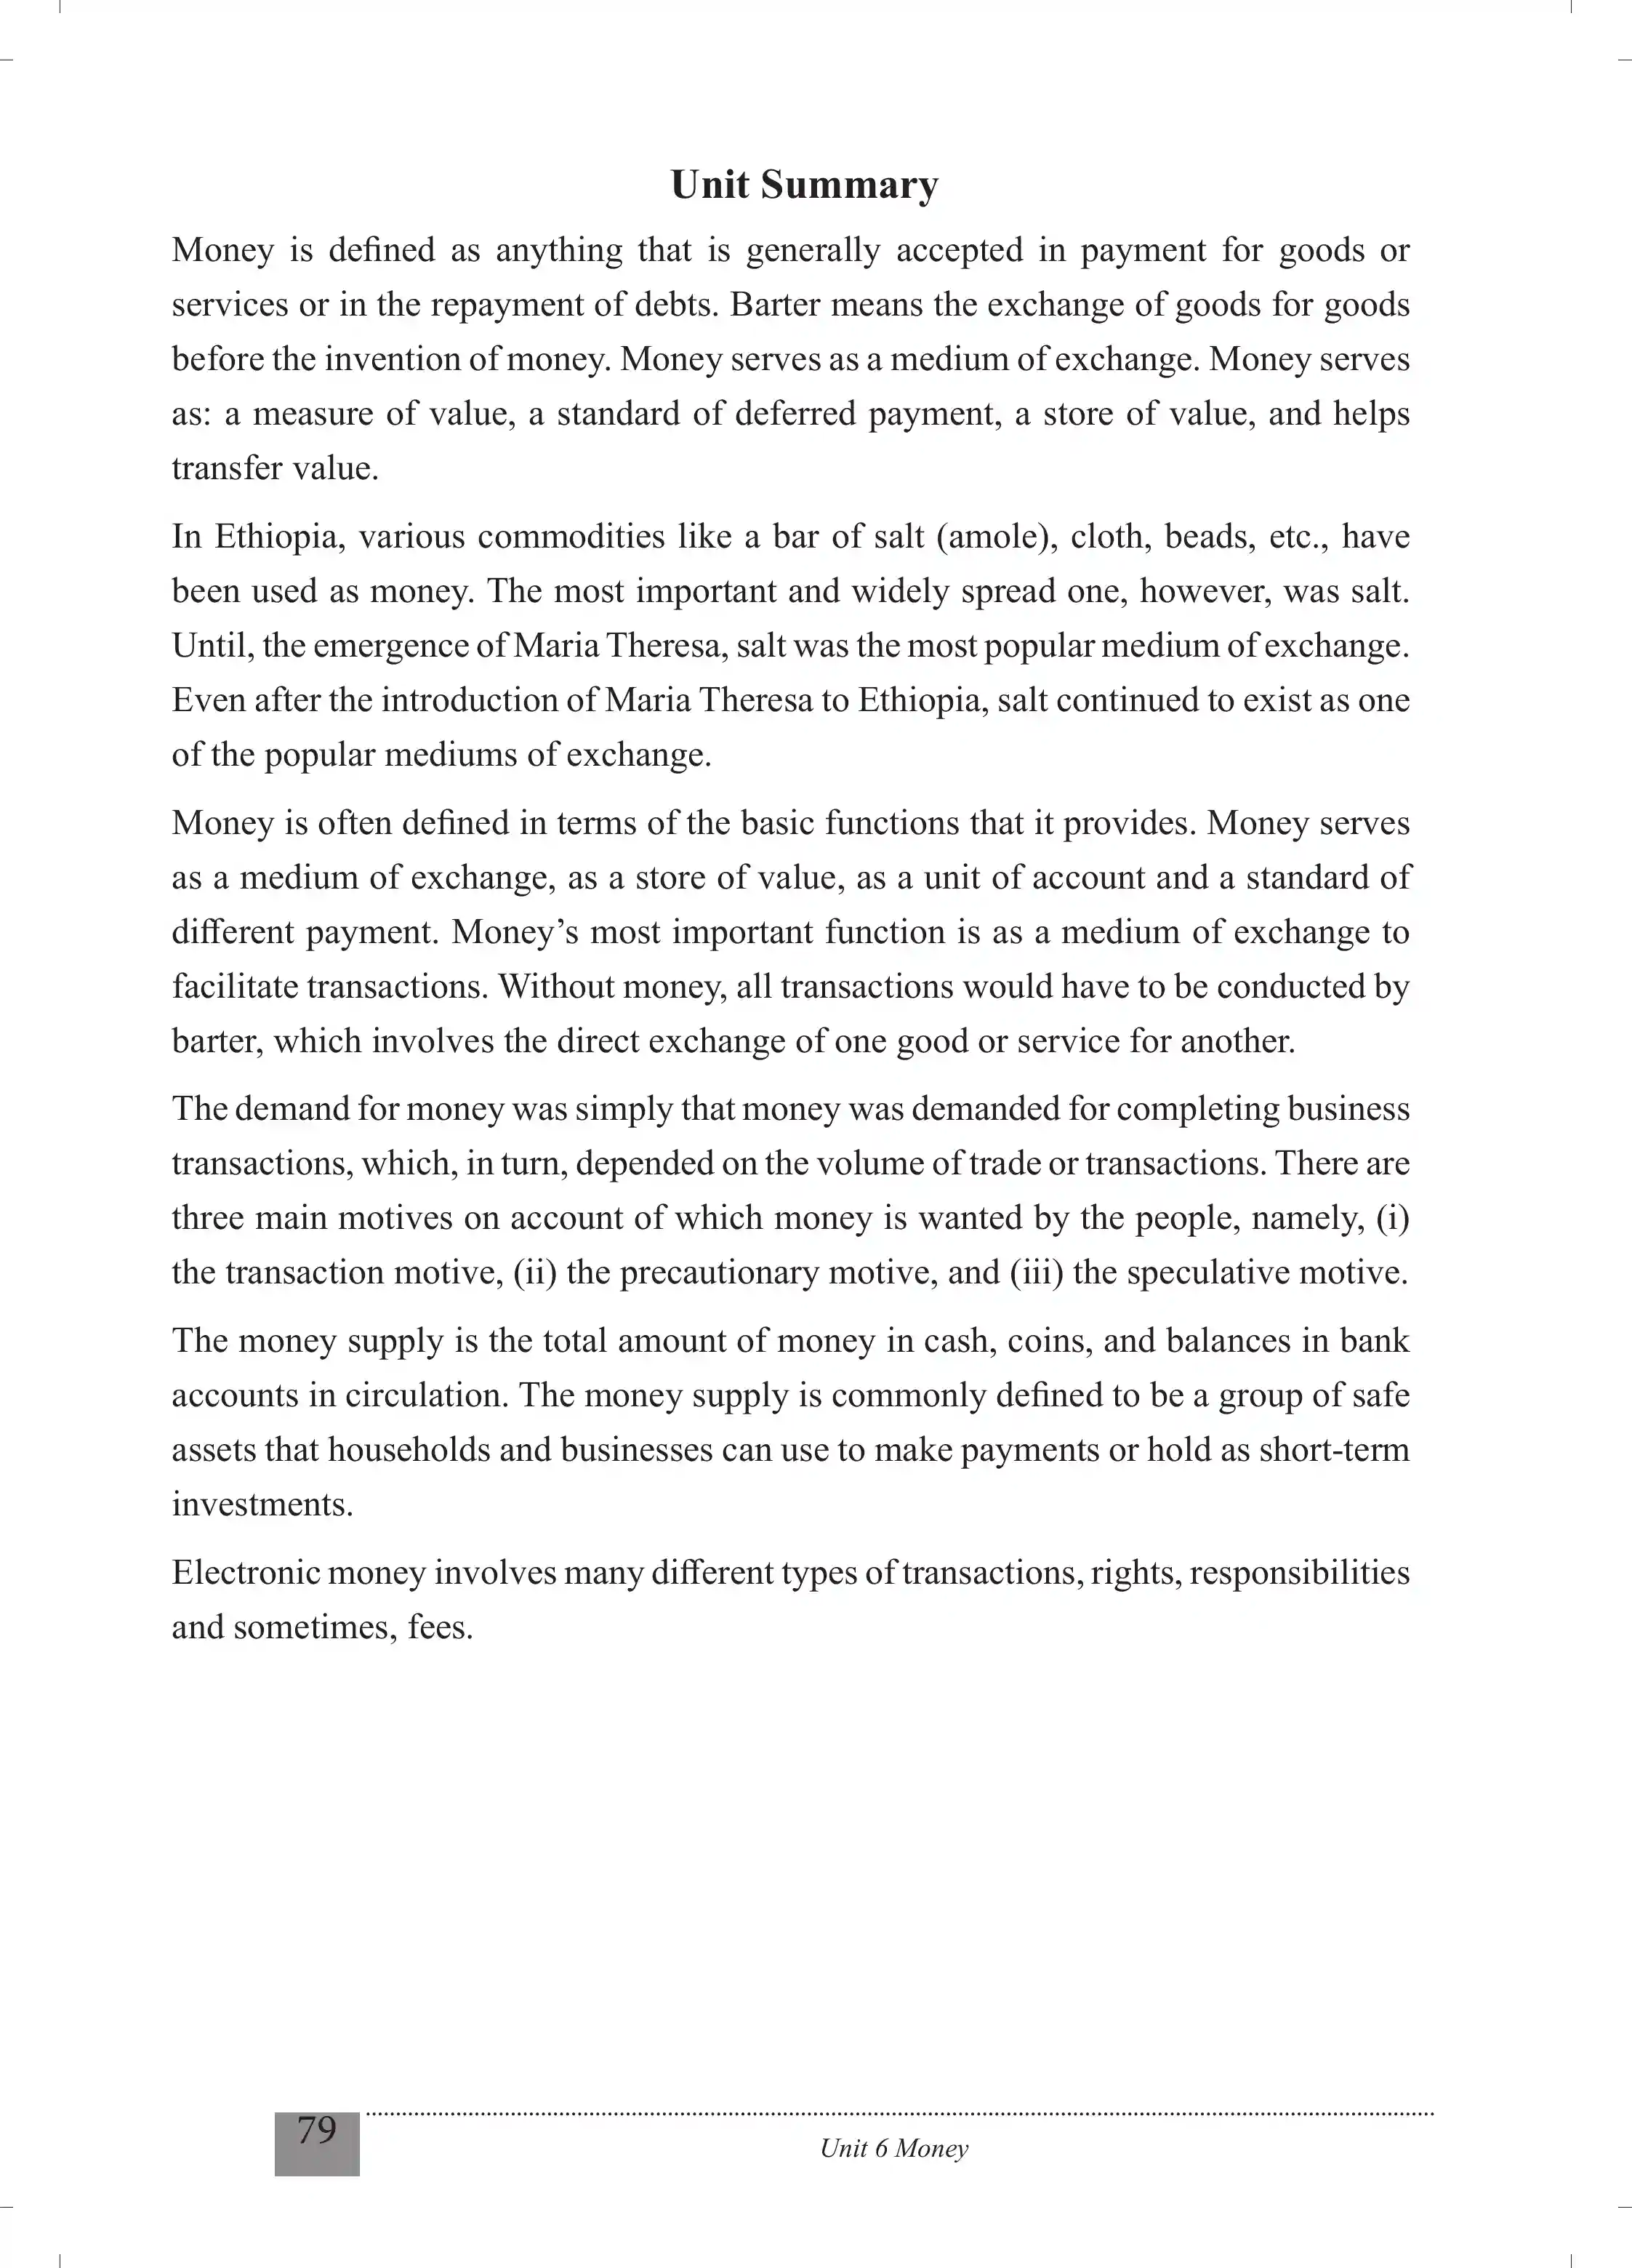 Unit Summary
Money is defined as anything that is generally accepted in payment for goods or
services or in the repayment of debts. Barter means the exchange of goods for goods
before the invention of money. Money serves as a medium of exchange. Money serves
as: a measure of value, a standard of deferred payment, a store of value, and helps
transfer value.
In Ethiopia, various commodities like a bar of salt (amole), cloth, beads, etc., have
been used as money. The most important and widely spread one, however, was salt.
Until, the emergence of Maria Theresa, salt was the most popular medium of exchange.
Even after the introduction of Maria Theresa to Ethiopia, salt continued to exist as one
of the popular mediums of exchange.
Money is often defined in terms of the basic functions that it provides. Money serves
as a medium of exchange, as a store of value, as a unit of account and a standard of
different payment. Money’s most important function is as a medium of exchange to
facilitate transactions. Without money, all transactions would have to be conducted by
barter, which involves the direct exchange of one good or service for another.
The demand for money was simply that money was demanded for completing business
transactions, which, in turn, depended on the volume of trade or transactions. There are
three main motives on account of which money is wanted by the people, namely, (i)
the transaction motive, (ii) the precautionary motive, and (iii) the speculative motive.
The money supply is the total amount of money in cash, coins, and balances in bank
accounts in circulation. The money supply is commonly defined to be a group of safe
assets that households and businesses can use to make payments or hold as short-term
investments.
Electronic money involves many different types of transactions, rights, responsibilities
and sometimes, fees.
79
Unit 6 Money